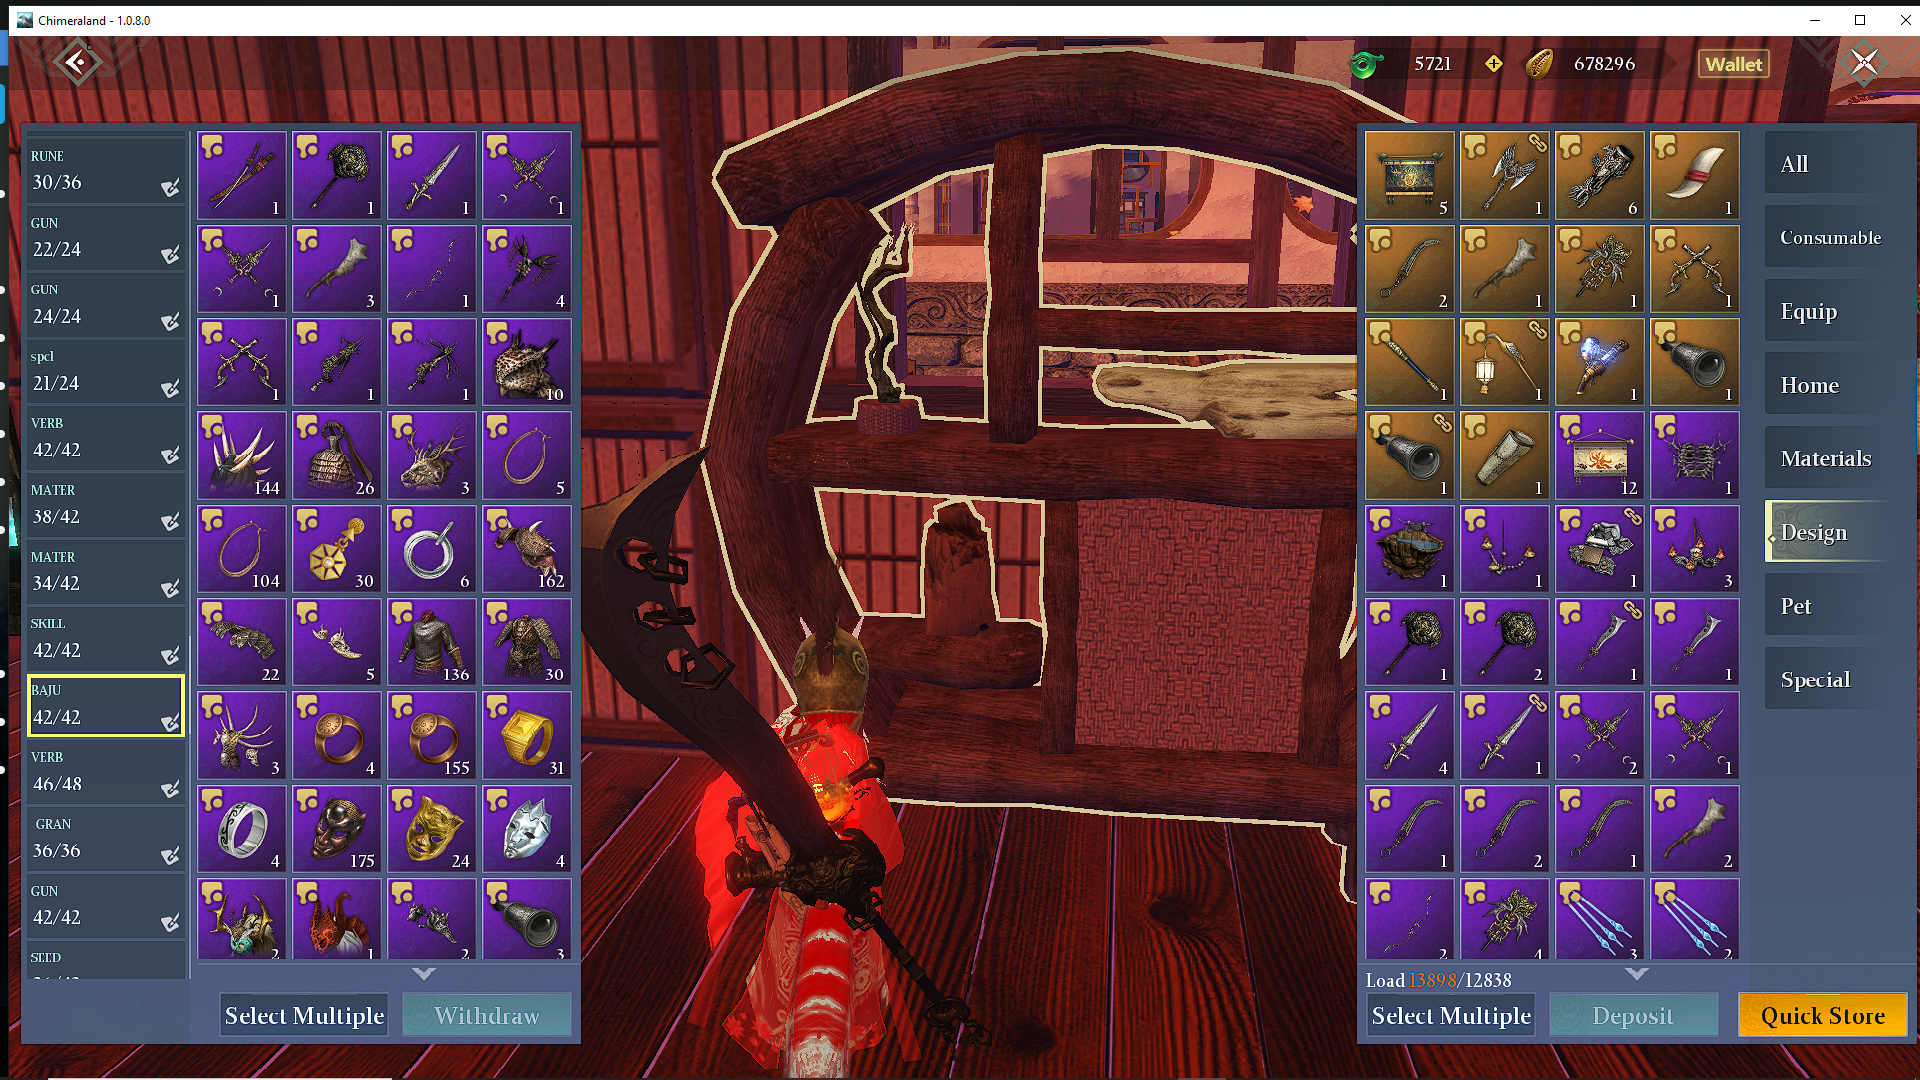 Chimeraland - 1.0.8.0
5721
678296
Wallet
RUNE
30/36
GUN
22/24
GUN
24/24
spcl
21/24
VERB
42/42
MATER
38/42
MATER
34/42
SKILL
42/42
BAJU
42/42
VERB
46/48
GRAN
36/36
GUN
42/42
SEED
1 1 1 1
1 3 1 4
1 1 1 10
144 26 3 5
104 30 6 162
22 5 136 30
3 4 155 31
4 175 24 4
2 1 2 3
Select Multiple
Withdraw
5 1 6 1
2 1 1 1
1 1 1 1
1 1 12 1
1 1 1 3
1 2 1 1
4 1 2 1
1 2 1 2
2 4 3 2
Load 13898/12838
Select Multiple
Deposit
Quick Store
All
Consumable
Equip
Home
Materials
Design
Pet
Special